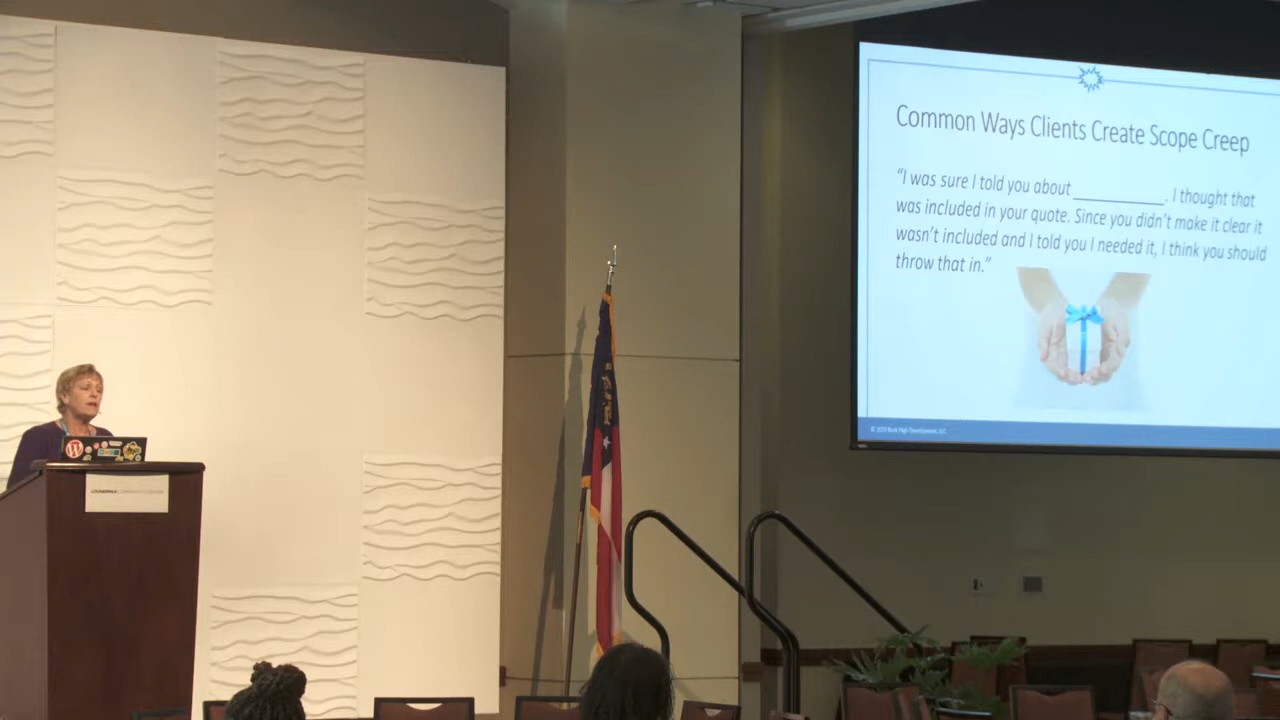 Common Ways Clients Create Scope Creep
“I was sure I told you about ____________. I thought that
was included in your quote. Since you didn’t make it clear it
wasn’t included and I told you I needed it, I think you should
throw that in.”